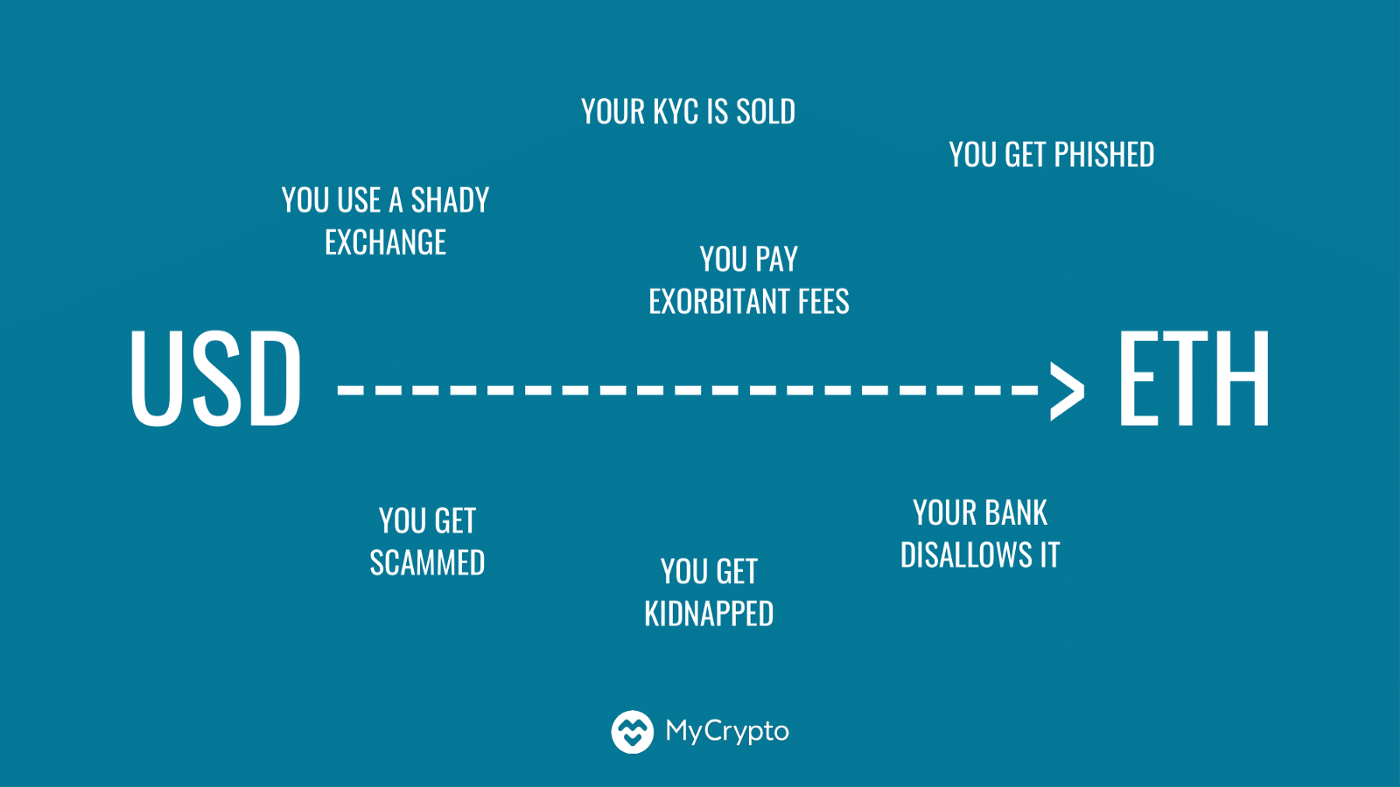 YOUR KYC IS SOLD
YOU GET PHISHED
YOU USE A SHADY
EXCHANGE
YOU PAY
EXORBITANT FEES
USD -------------------> ETH
YOU GET
SCAMMED
YOUR BANK
DISALLOWS IT
YOU GET
KIDNAPPED
MyCrypto